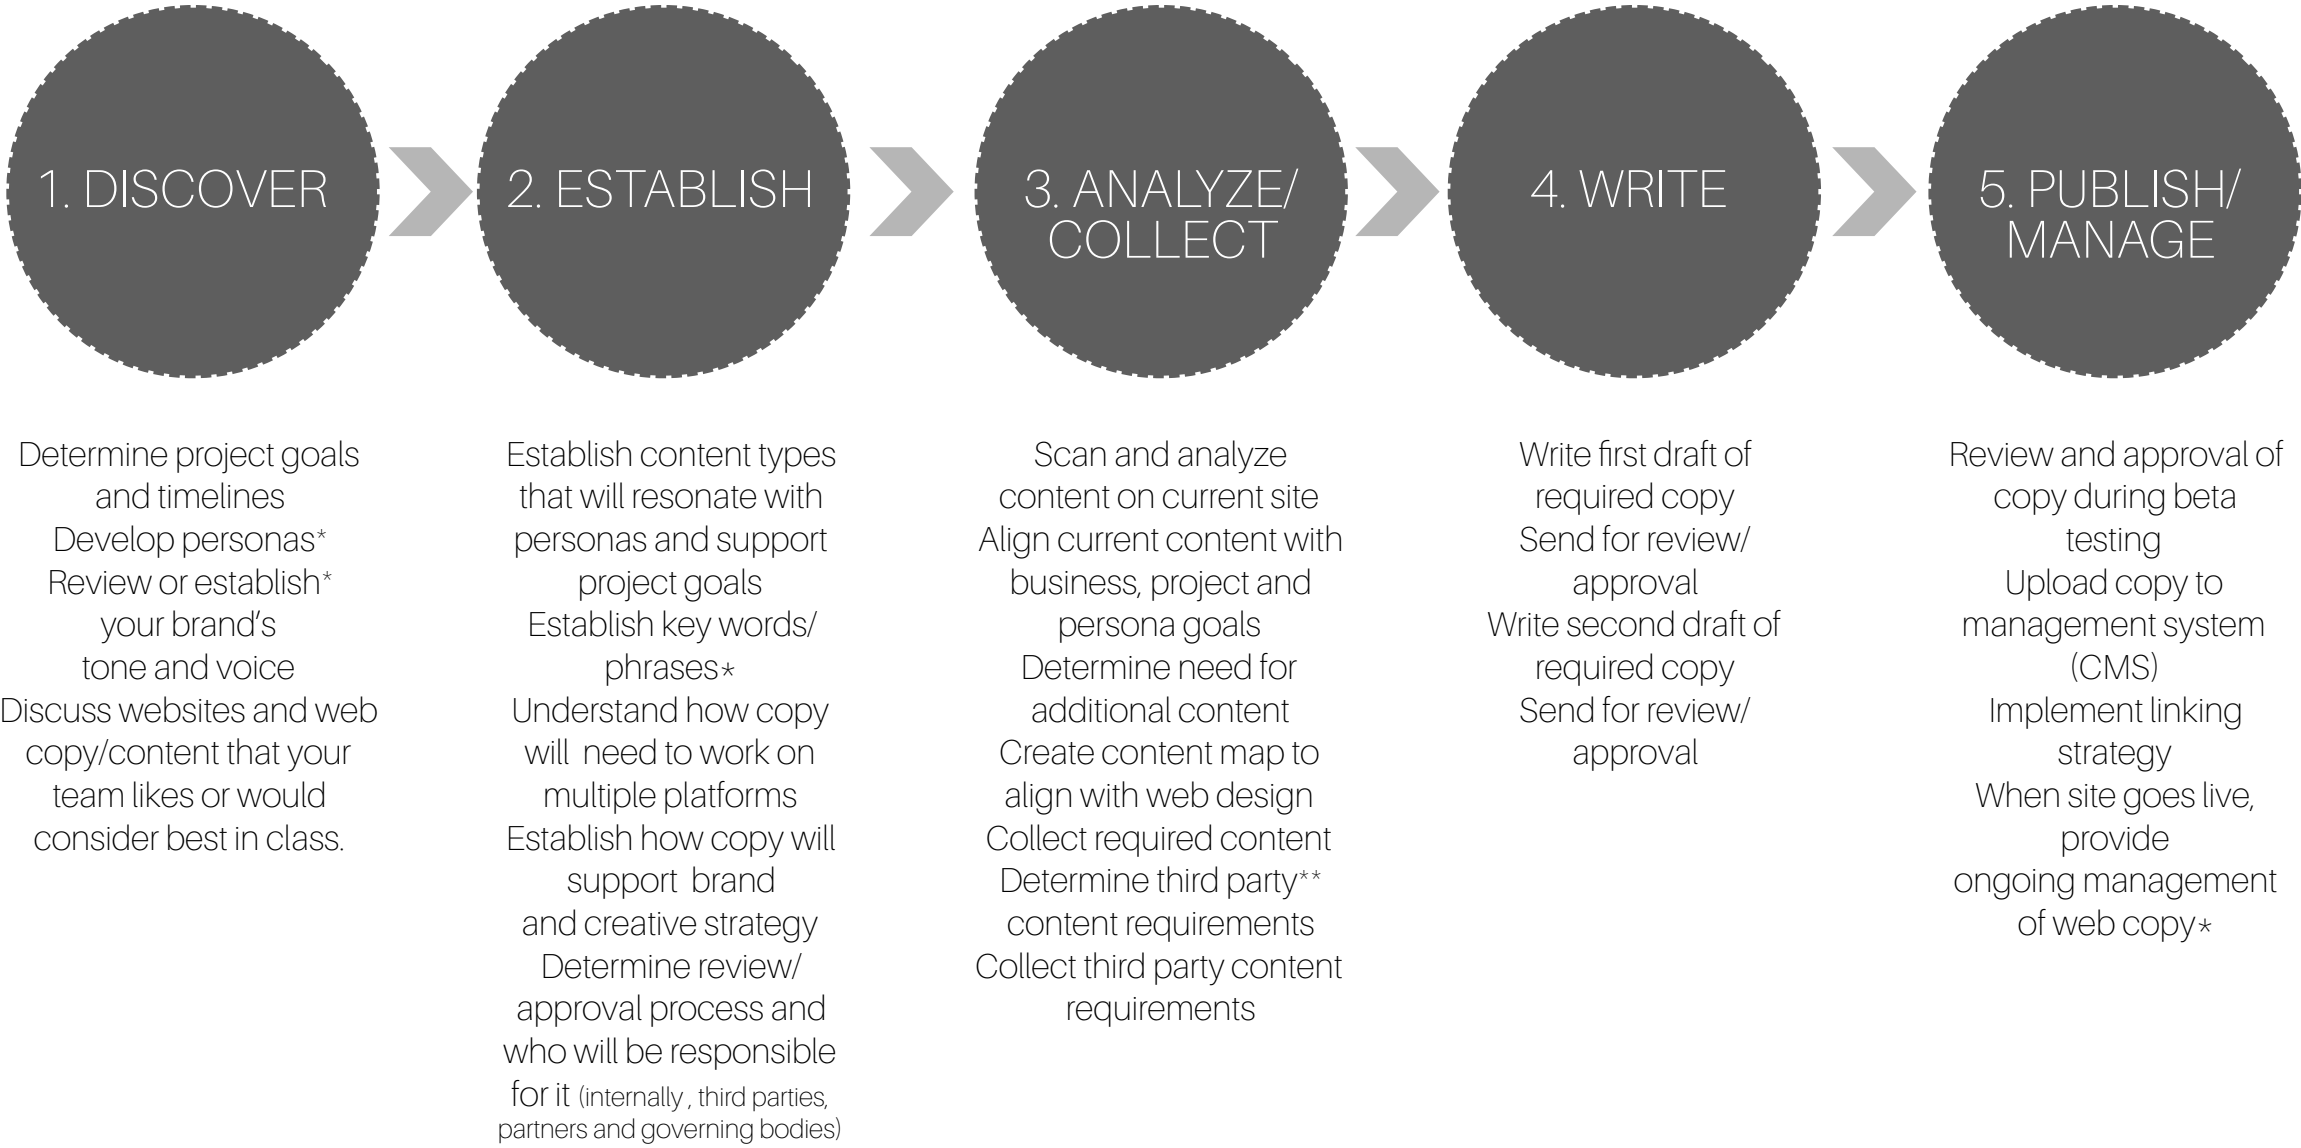 1. DISCOVER
Determine project goals
and timelines
Develop personas*
Review or establish*
your brand's
tone and voice
Discuss websites and web
copy/content that your
team likes or would
consider best in class.
2. ESTABLISH
Establish content types
that will resonate with
personas and support
project goals
Establish key words/
phrases*
Understand how copy
will need to work on
multiple platforms
Establish how copy will
support brand
and creative strategy
Determine review/
approval process and
who will be responsible
for it (internally , third parties,
partners and governing bodies)
3. ANALYZE/
COLLECT
Scan and analyze
content on current site
Align current content with
business, project and
persona goals
Determine need for
additional content
Create content map to
align with web design
Collect required content
Determine third party**
content requirements
Collect third party content
requirements
4. WRITE
Write first draft of
required copy
Send for review/
approval
Write second draft of
required copy
Send for review/
approval
5. PUBLISH/
MANAGE
Review and approval of
copy during beta
testing
Upload copy to
management system
(CMS)
Implement linking
strategy
When site goes live,
provide
ongoing management
of web copy*